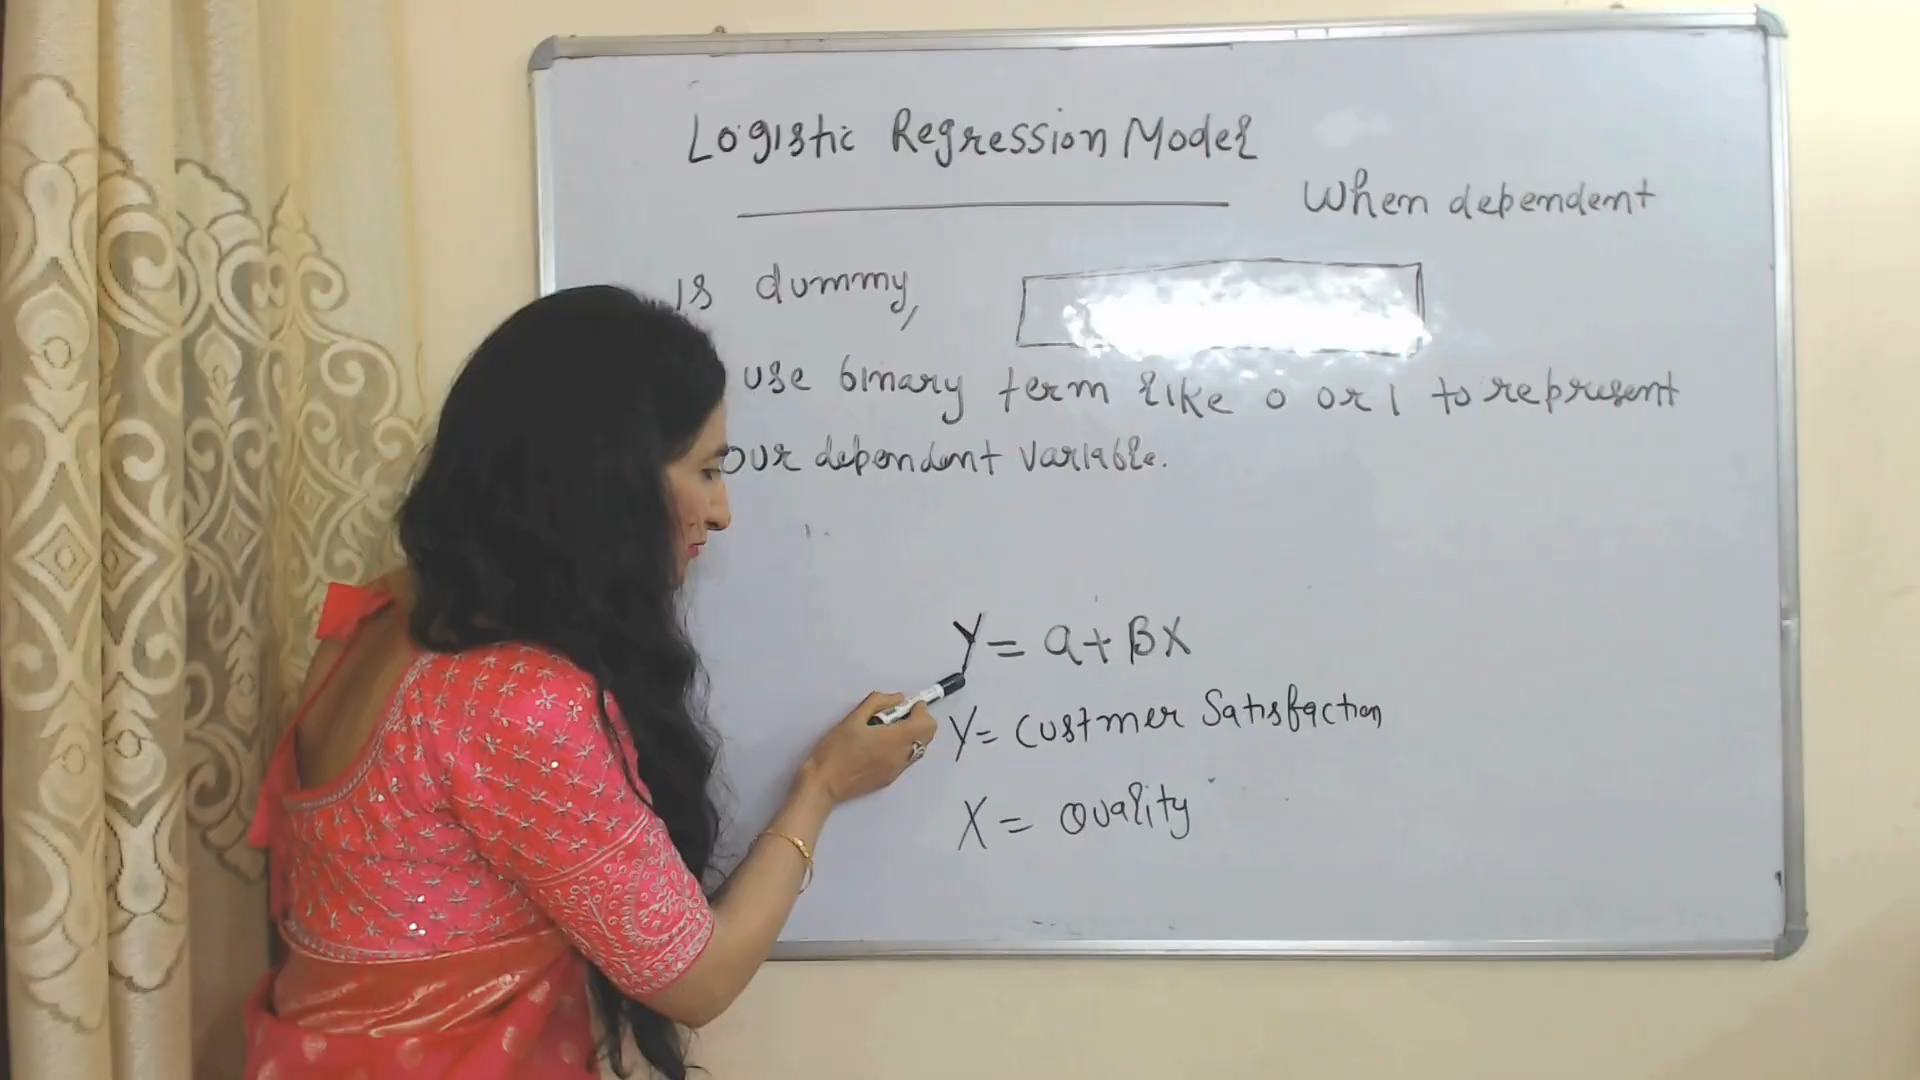 Logistic Regression Model
When dependent
is dummy,
use binary term like 0 or 1 to represent
our dependent variable.
Y = a + βX
Y = Custmer Satisfaction
X = Quality